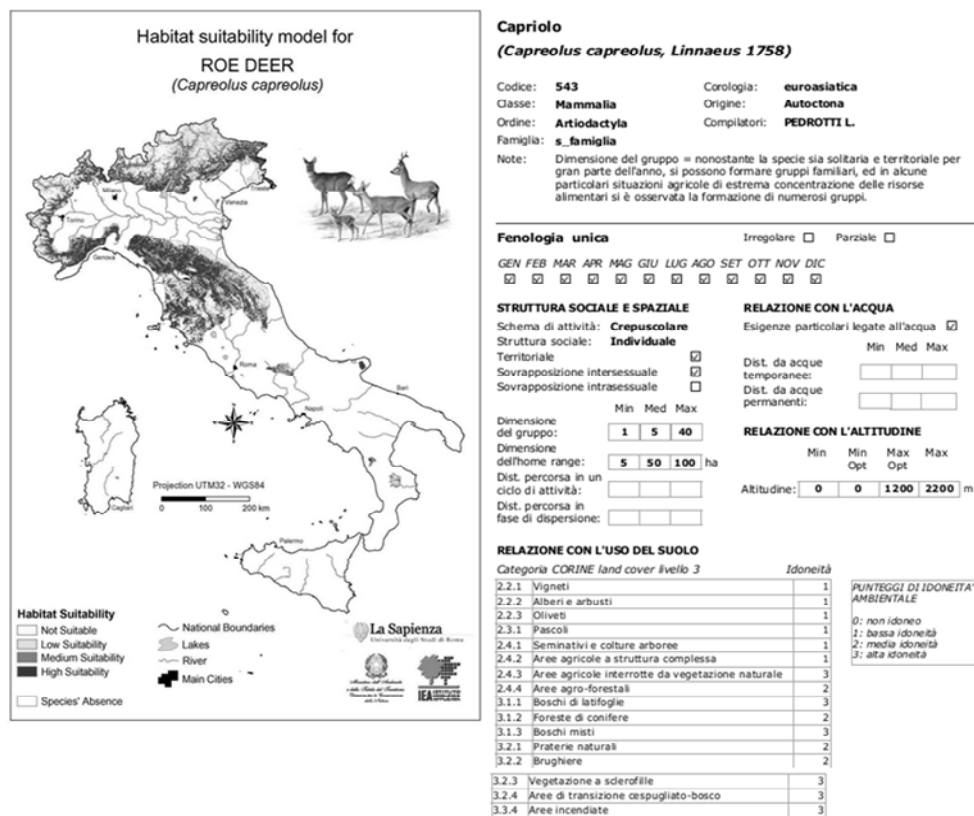 Habitat suitability model for
ROE DEER
(Capreolus capreolus)
Milano
Trieste
Venezia
Torino
Genova
Roma
Bari
Napoli
Projection UTM32 - WGS84
0 100 200 km
Cagliari
Palermo
Habitat Suitability
Not Suitable
Low Suitability
Medium Suitability
High Suitability
Species' Absence
National Boundaries
Lakes
River
Main Cities
La Sapienza
Università degli Studi di Roma
IEA
Capriolo
(Capreolus capreolus, Linnaeus 1758)
Codice: 543 Corologia: euroasiatica
Classe: Mammalia Origine: Autoctona
Ordine: Artiodactyla Compilatori: PEDROTTI L.
Famiglia: s_famiglia
Note: Dimensione del gruppo = nonostante la specie sia solitaria e territoriale per
gran parte dell'anno, si possono formare gruppi familiari, ed in alcune
particolari situazioni agricole di estrema concentrazione delle risorse
alimentari si è osservata la formazione di numerosi gruppi.
Fenologia unica Irregolare Parziale
GEN FEB MAR APR MAG GIU LUG AGO SET OTT NOV DIC
STRUTTURA SOCIALE E SPAZIALE
Schema di attività: Crepuscolare
Struttura sociale: Individuale
Territoriale
Sovrapposizione intersessuale
Sovrapposizione intrasessuale
Min Med Max
Dimensione
del gruppo: 1 5 40
Dimensione
dell'home range: 5 50 100 ha
Dist. percorsa in un
ciclo di attività:
Dist. percorsa in
fase di dispersione:
RELAZIONE CON L'ACQUA
Esigenze particolari legate all'acqua
Min Med Max
Dist. da acque
temporanee:
Dist. da acque
permanenti:
RELAZIONE CON L'ALTITUDINE
Min Min Max Max
Opt Opt
Altitudine: 0 0 1200 2200 m
RELAZIONE CON L'USO DEL SUOLO
Categoria CORINE land cover livello 3 Idoneità
2.2.1 Vigneti 1
2.2.2 Alberi e arbusti 1
2.2.3 Oliveti 1
2.3.1 Pascoli 1
2.4.1 Seminativi e colture arboree 1
2.4.2 Aree agricole a struttura complessa 1
2.4.3 Aree agricole interrotte da vegetazione naturale 3
2.4.4 Aree agro-forestali 2
3.1.1 Boschi di latifoglie 3
3.1.2 Foreste di conifere 2
3.1.3 Boschi misti 3
3.2.1 Praterie naturali 2
3.2.2 Brughiere 2
3.2.3 Vegetazione a sclerofille 3
3.2.4 Aree di transizione cespugliato-bosco 3
3.3.4 Aree incendiate 3
PUNTEGGI DI IDONEITA'
AMBIENTALE
0: non idoneo
1: bassa idoneità
2: media idoneità
3: alta idoneità